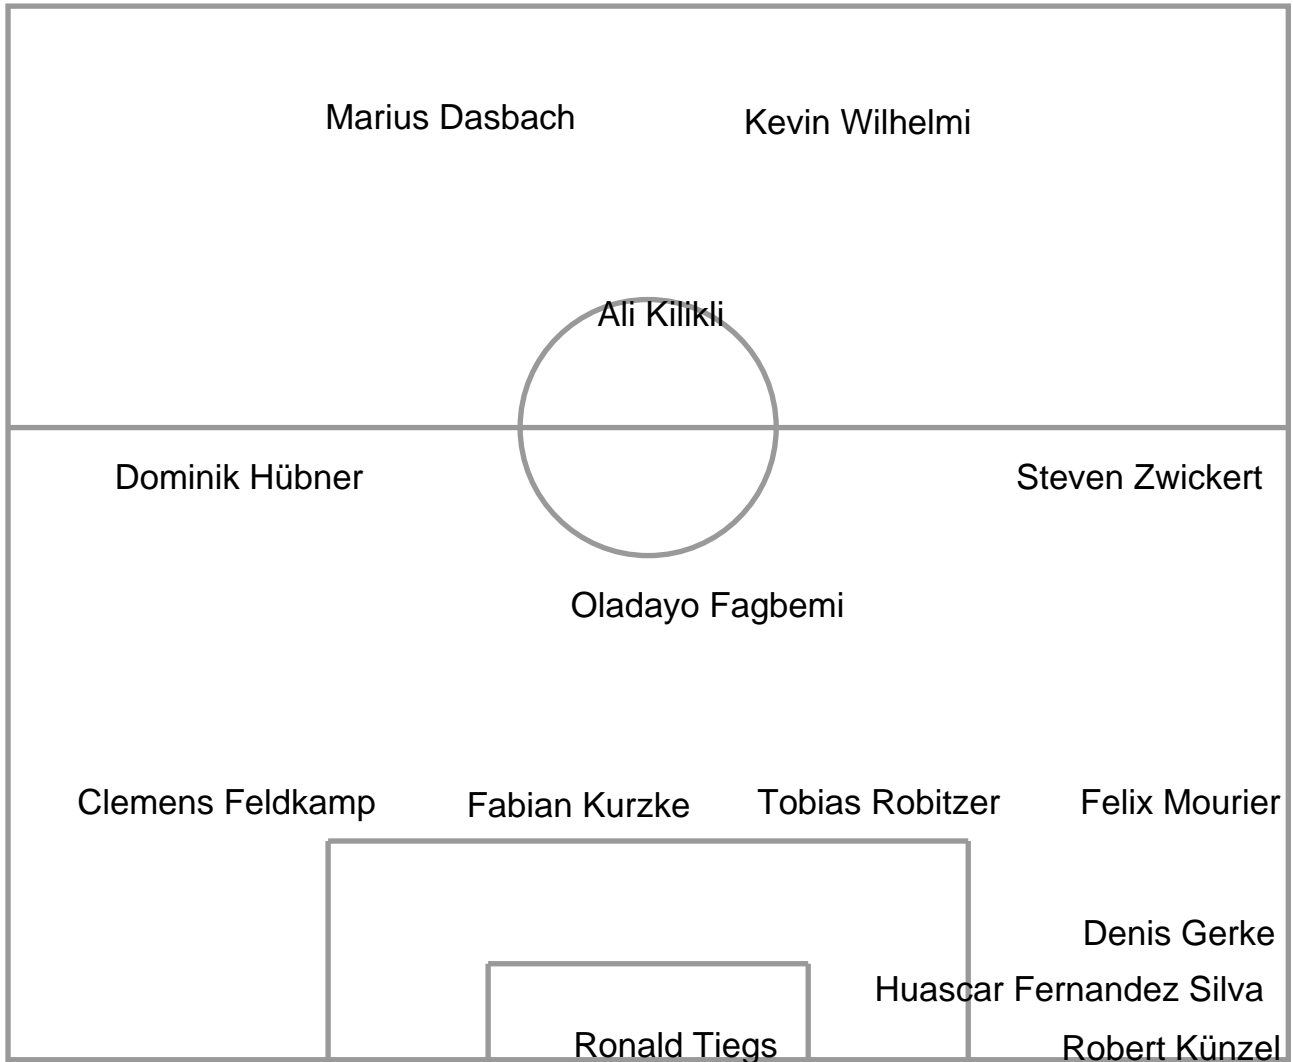 Marius Dasbach
Kevin Wilhelmi
Ali Kilikli
Dominik Hübner
Steven Zwickert
Oladayo Fagbemi
Clemens Feldkamp
Fabian Kurzke
Tobias Robitzer
Felix Mourier
Denis Gerke
Huascar Fernandez Silva
Ronald Tiegs
Robert Künzel